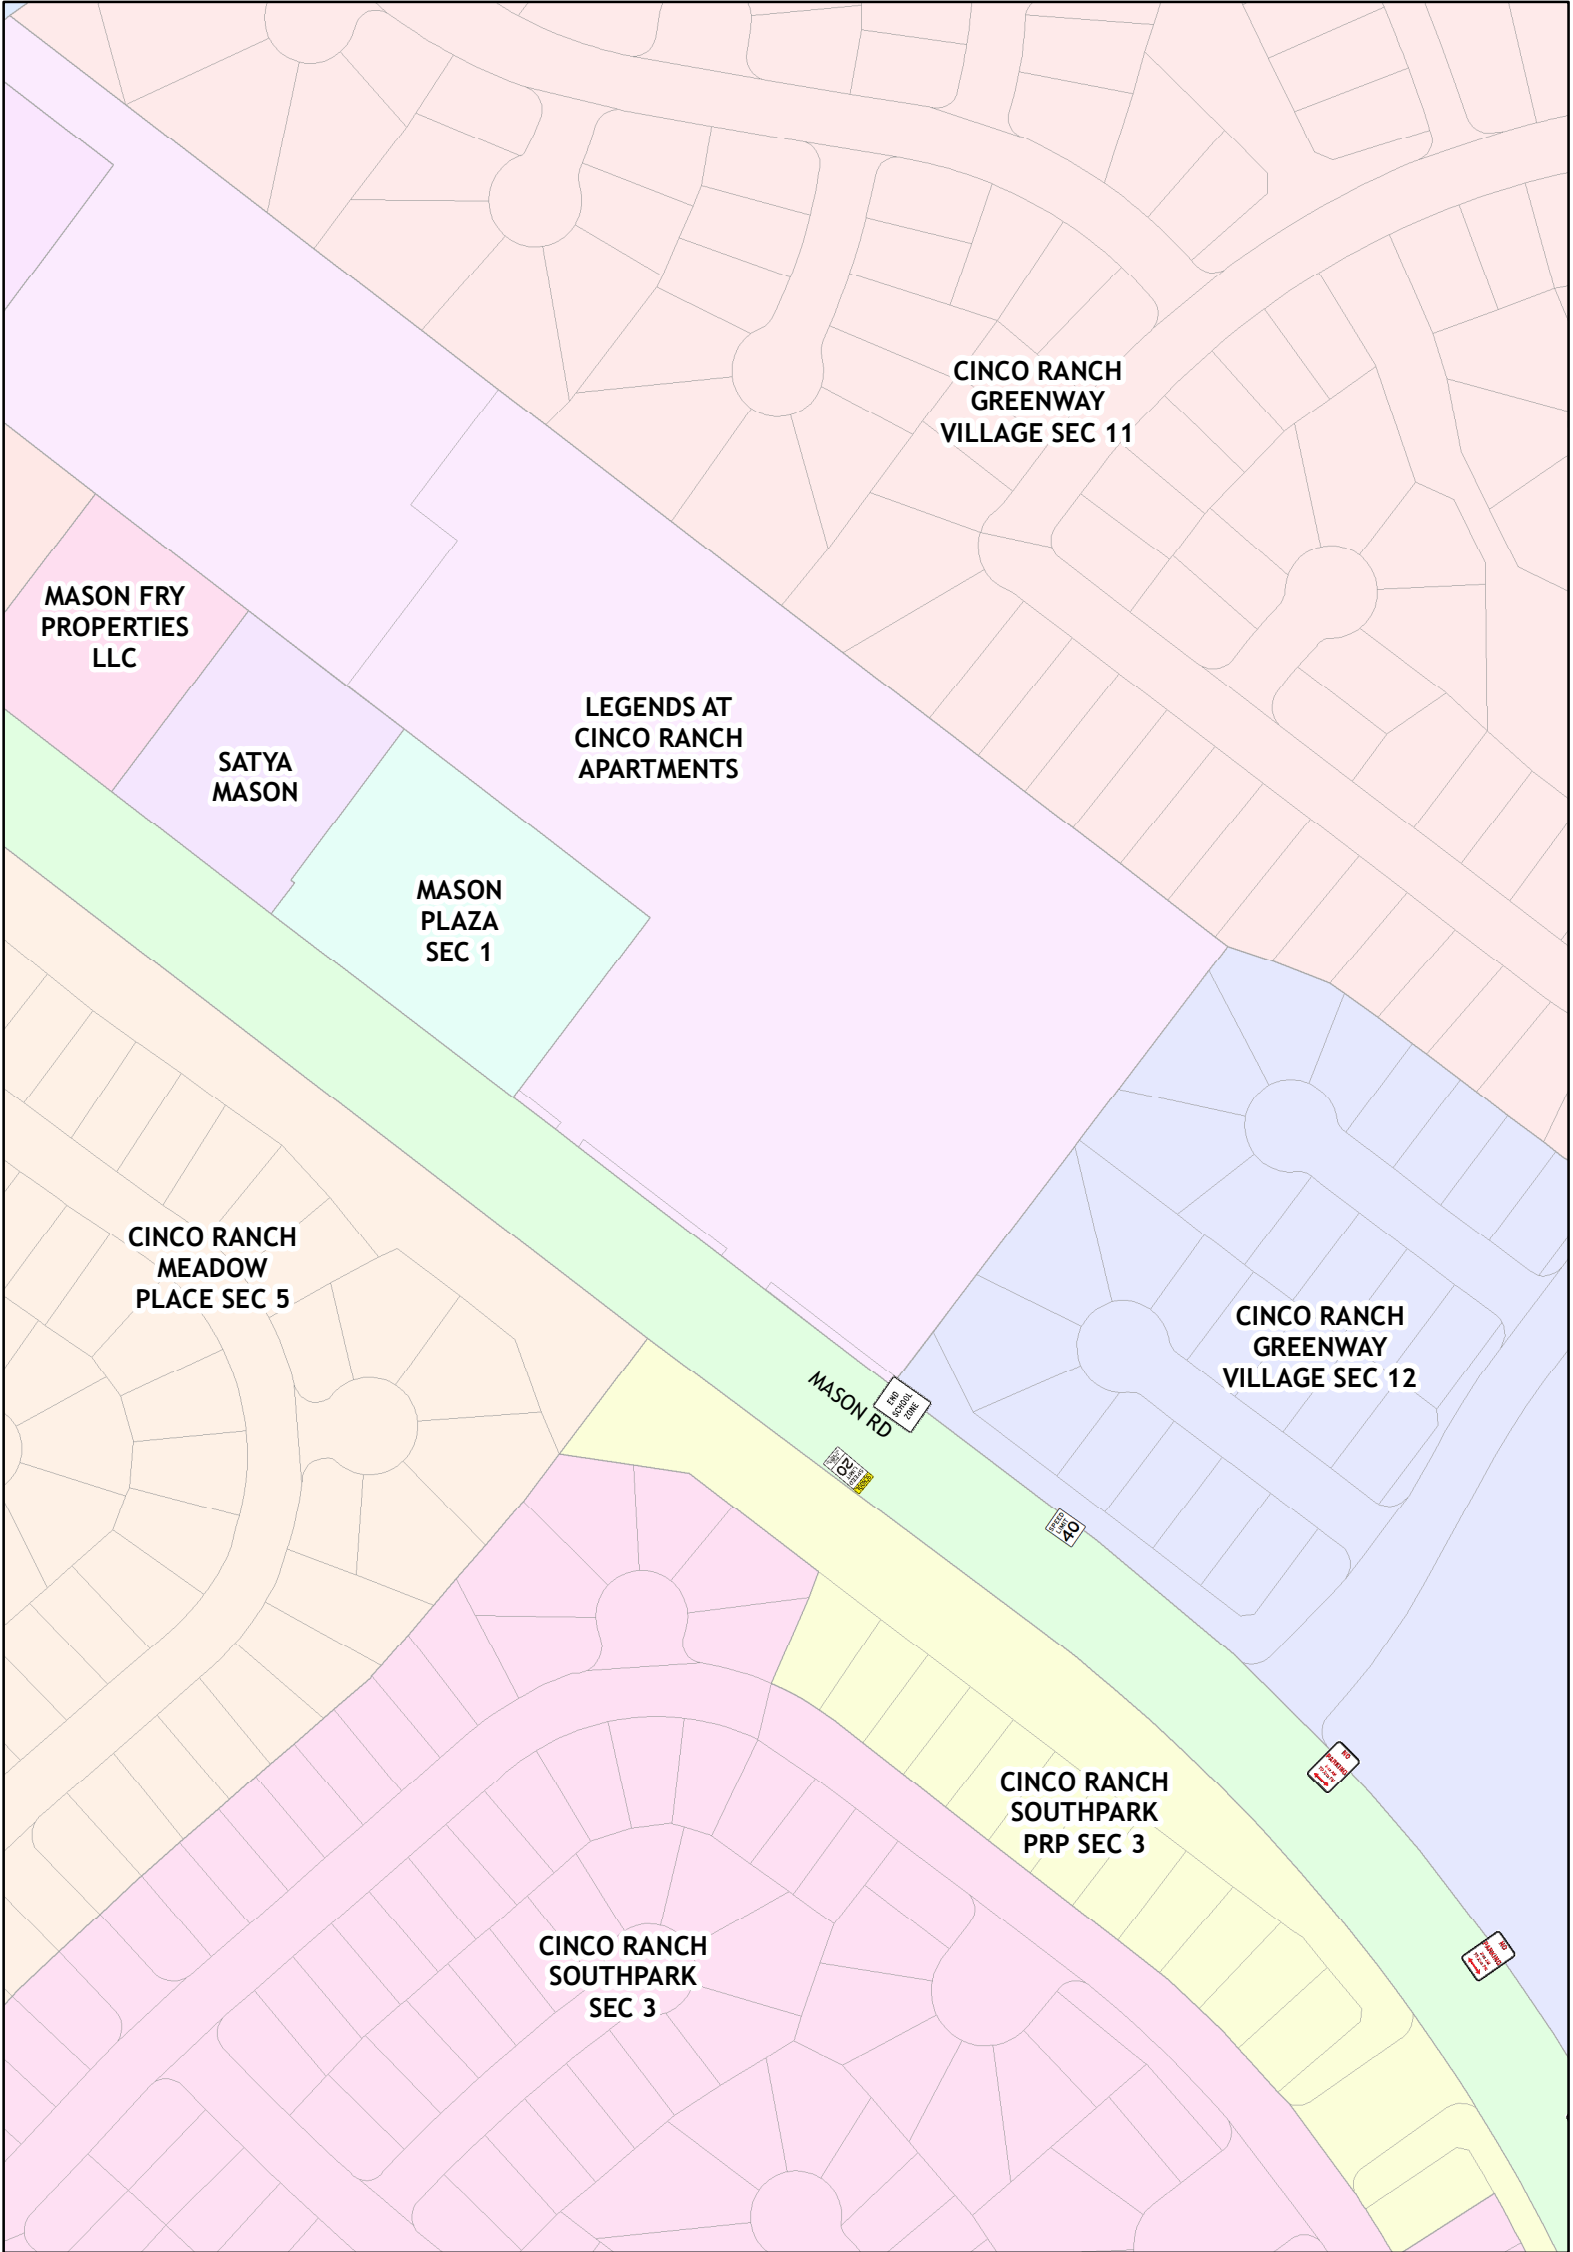 CINCO RANCH
GREENWAY
VILLAGE SEC 11
MASON FRY
PROPERTIES
LLC
LEGENDS AT
CINCO RANCH
APARTMENTS
SATYA
MASON
MASON
PLAZA
SEC 1
CINCO RANCH
MEADOW
PLACE SEC 5
CINCO RANCH
GREENWAY
VILLAGE SEC 12
MASON RD
END
SCHOOL
ZONE
SCHOOL
SPEED
LIMIT
20
SPEED
LIMIT
40
NO
PARKING
CINCO RANCH
SOUTHPARK
PRP SEC 3
NO
PARKING
CINCO RANCH
SOUTHPARK
SEC 3